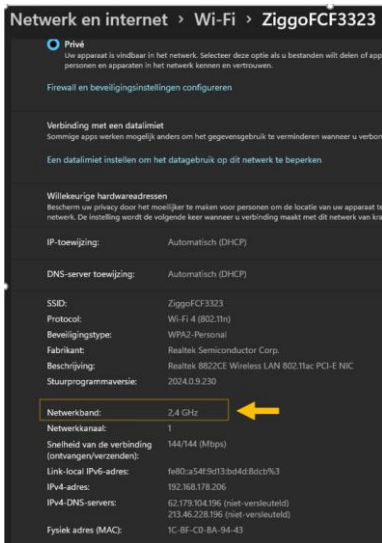 Netwerk en internet > Wi-Fi > ZiggoFCF3323
Privé
Uw apparaat is vindbaar in het netwerk. Selecteer deze optie als u bestanden wilt delen of app
personen en apparaten in het netwerk kennen en vertrouwen.
Firewall en beveiligingsinstellingen configureren
Verbinding met een datalimiet
Sommige apps werken mogelijk anders om het gegevensgebruik te verminderen wanneer u verbon
Een datalimiet instellen om het datagebruik op dit netwerk te beperken
Willekeurige hardwareadressen
Bescherm uw privacy door het moeilijker te maken voor personen om de locatie van uw apparaat te
netwerk. De instelling wordt de volgende keer wanneer u verbinding maakt met dit netwerk van kra
IP-toewijzing: Automatisch (DHCP)
DNS-server toewijzing: Automatisch (DHCP)
SSID: ZiggoFCF3323
Protocol: Wi-Fi 4 (802.11n)
Beveiligingstype: WPA2-Personal
Fabrikant: Realtek Semiconductor Corp.
Beschrijving: Realtek 8822CE Wireless LAN 802.11ac PCI-E NIC
Stuurprogrammaversie: 2024.0.9.230
Netwerkband: 2,4 GHz
Netwerkkanaal: 1
Snelheid van de verbinding 144/144 (Mbps)
(ontvangen/verzenden):
Link-local IPv6-adres: fe80::a54f:9d13:bd4d:8dcb%3
IPv4-adres: 192.168.178.206
IPv4-DNS-servers: 62.179.104.196 (niet-versleuteld)
213.46.228.196 (niet-versleuteld)
Fysiek adres (MAC): 1C-BF-C0-8A-94-43